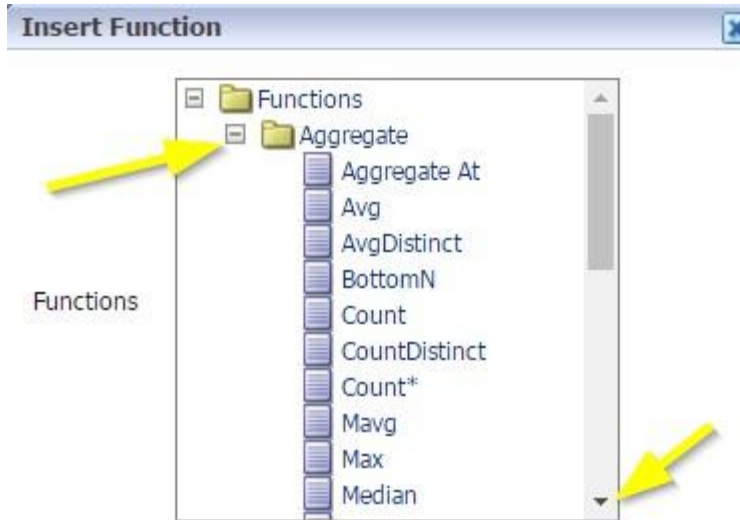 Insert Function
Functions
Aggregate
Aggregate At
Avg
AvgDistinct
BottomN
Functions
Count
CountDistinct
Count*
Mavg
Max
Median